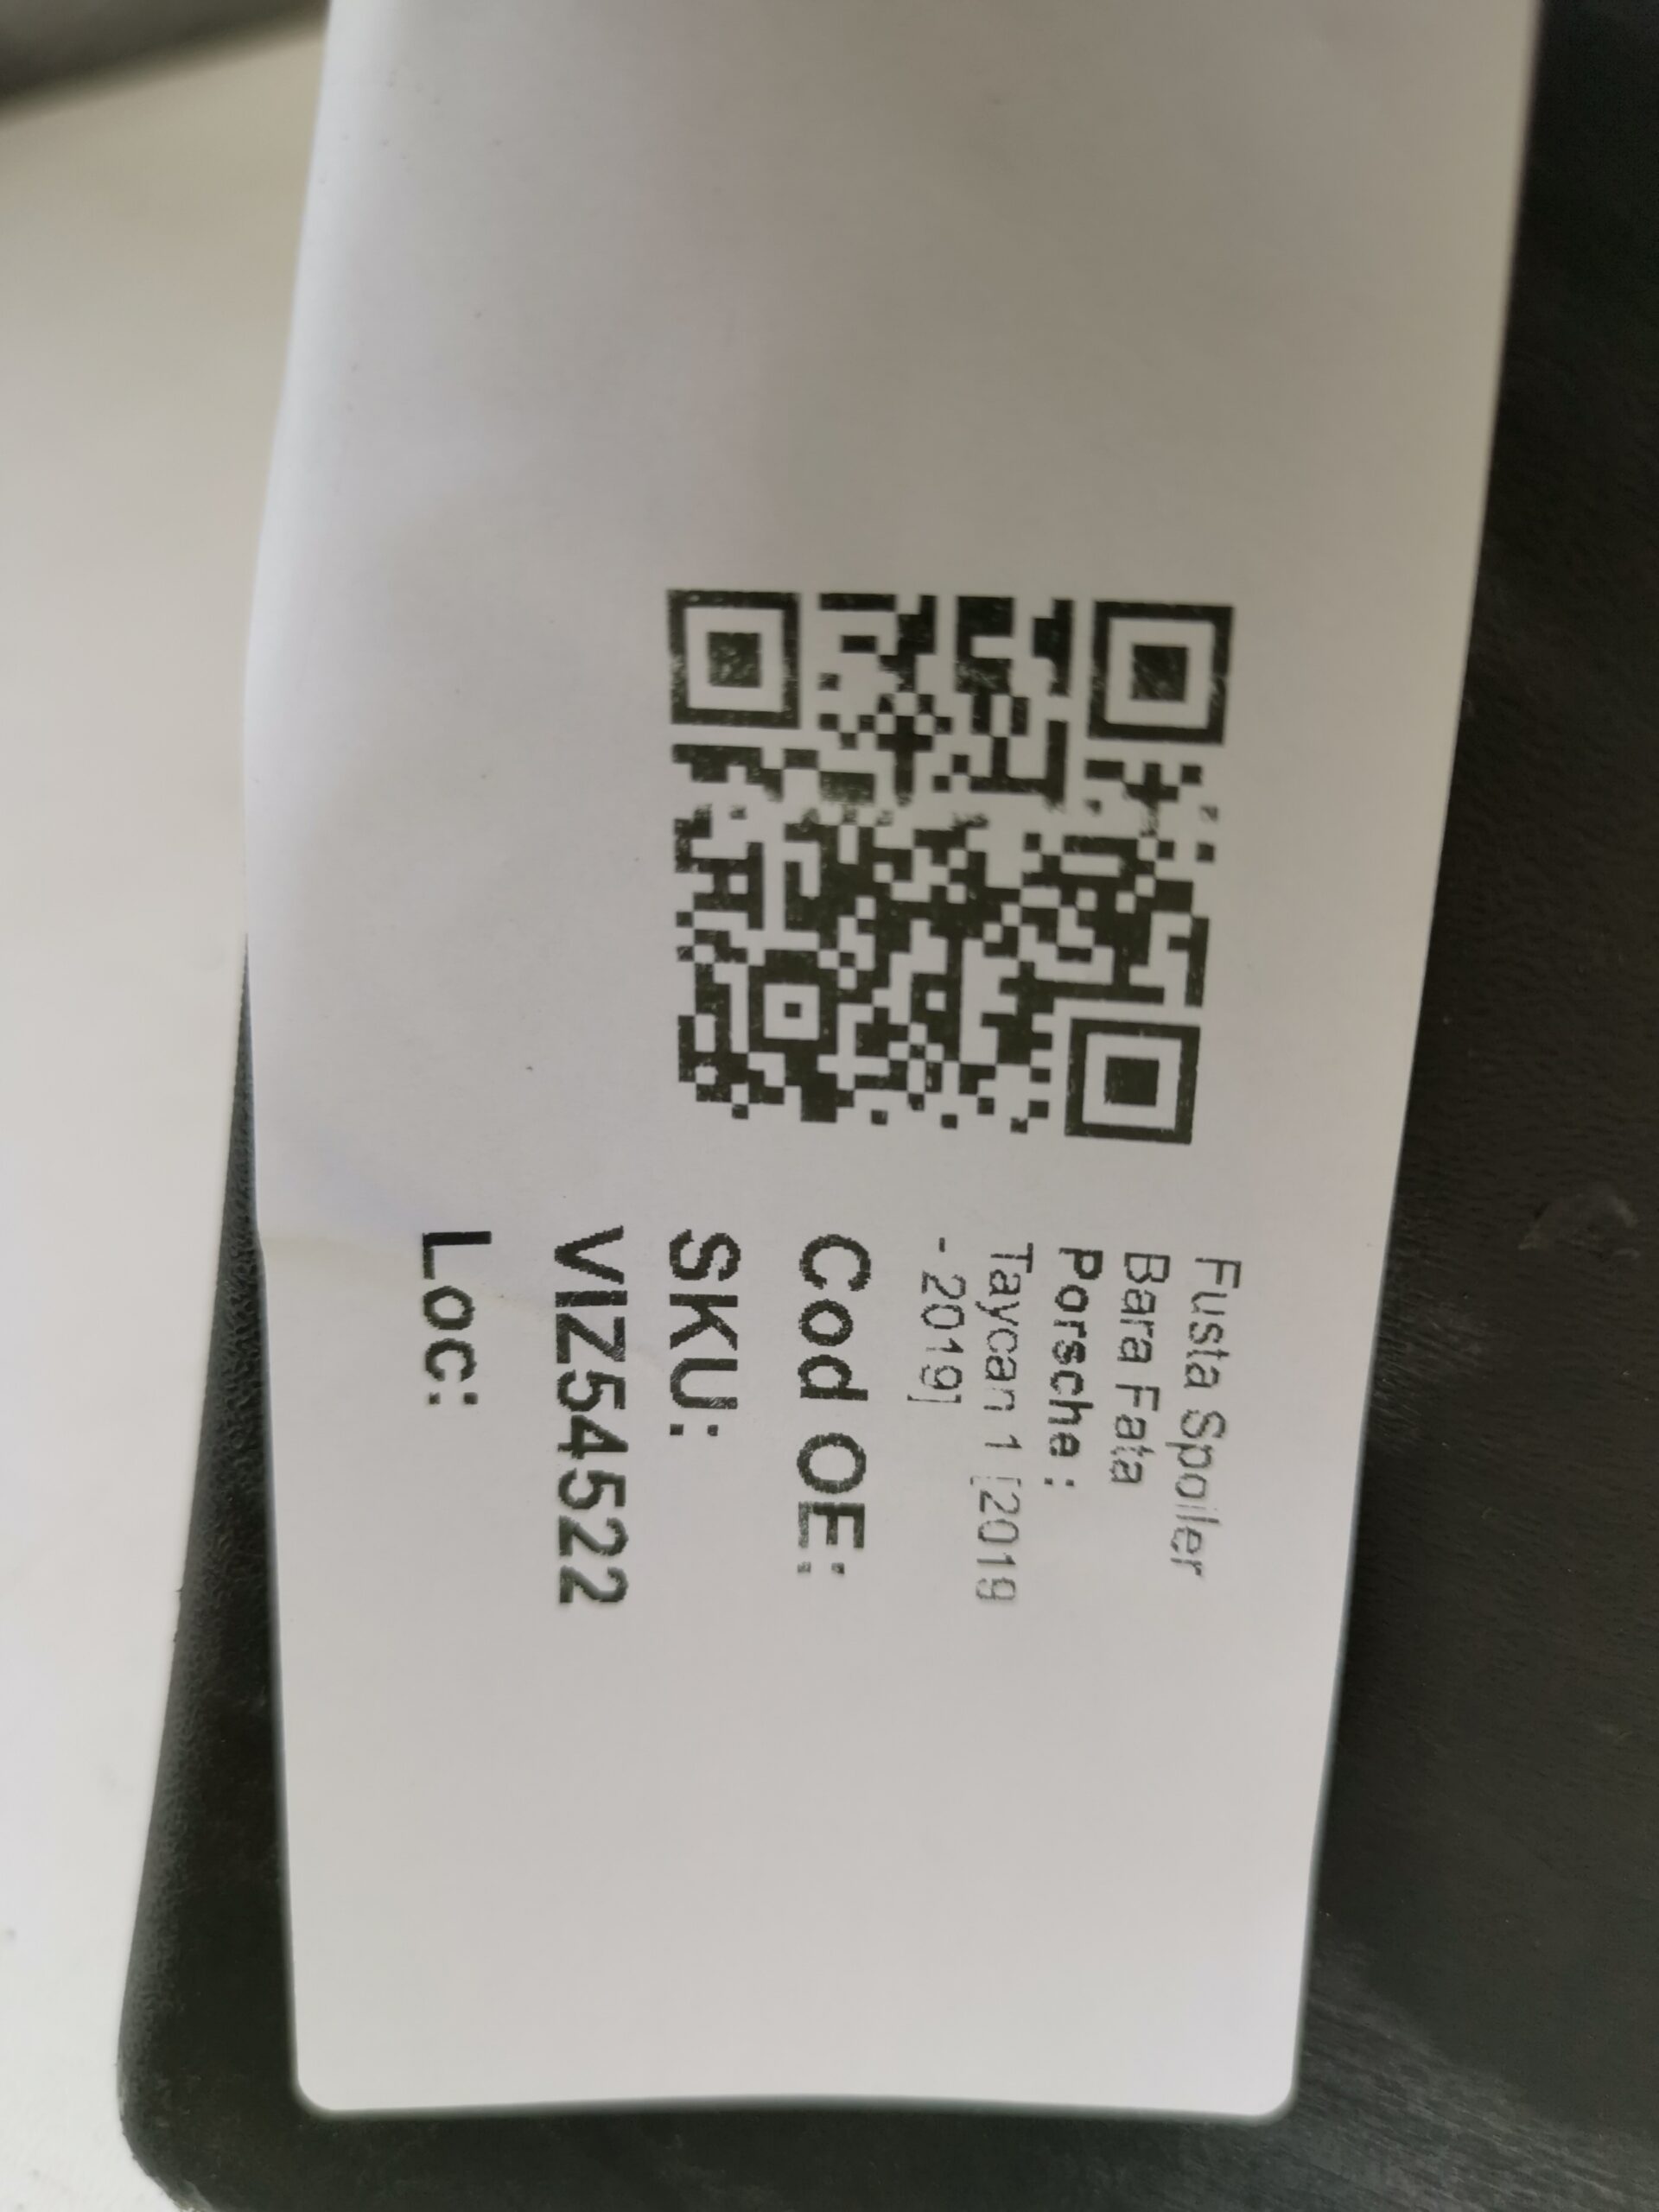 Fusta Spoiler
Bara Fata
Porsche:
Taycan 1 [2019
- 2019]
Cod OE:
SKU:
VIZ54522
Loc: